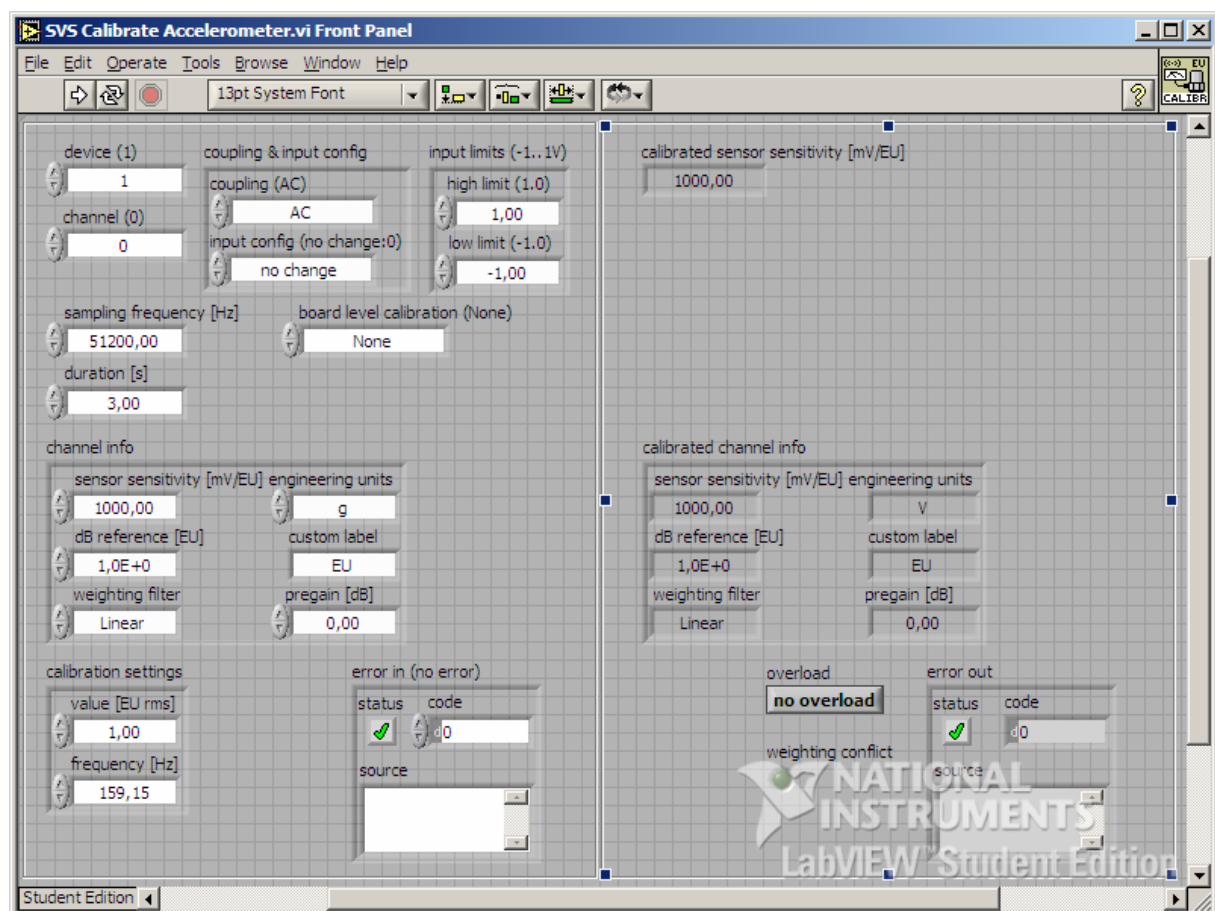 SVS Calibrate Accelerometer.vi Front Panel
File Edit Operate Tools Browse Window Help
13pt System Font
EU
CALIBR
device (1) coupling & input config input limits (-1..1V)
1 coupling (AC) high limit (1.0)
AC 1,00
channel (0)
0 input config (no change:0) low limit (-1.0)
no change -1,00
sampling frequency [Hz] board level calibration (None)
51200,00 None
duration [s]
3,00
channel info
sensor sensitivity [mV/EU] engineering units
1000,00 g
dB reference [EU] custom label
1,0E+0 EU
weighting filter pregain [dB]
Linear 0,00
calibration settings error in (no error)
value [EU rms] status code
1,00 d0
frequency [Hz] source
159,15
calibrated sensor sensitivity [mV/EU]
1000,00
calibrated channel info
sensor sensitivity [mV/EU] engineering units
1000,00 V
dB reference [EU] custom label
1,0E+0 EU
weighting filter pregain [dB]
Linear 0,00
overload error out
no overload status code
d0
weighting conflict
source
NATIONAL
INSTRUMENTS
LabVIEW™ Student Edition
Student Edition